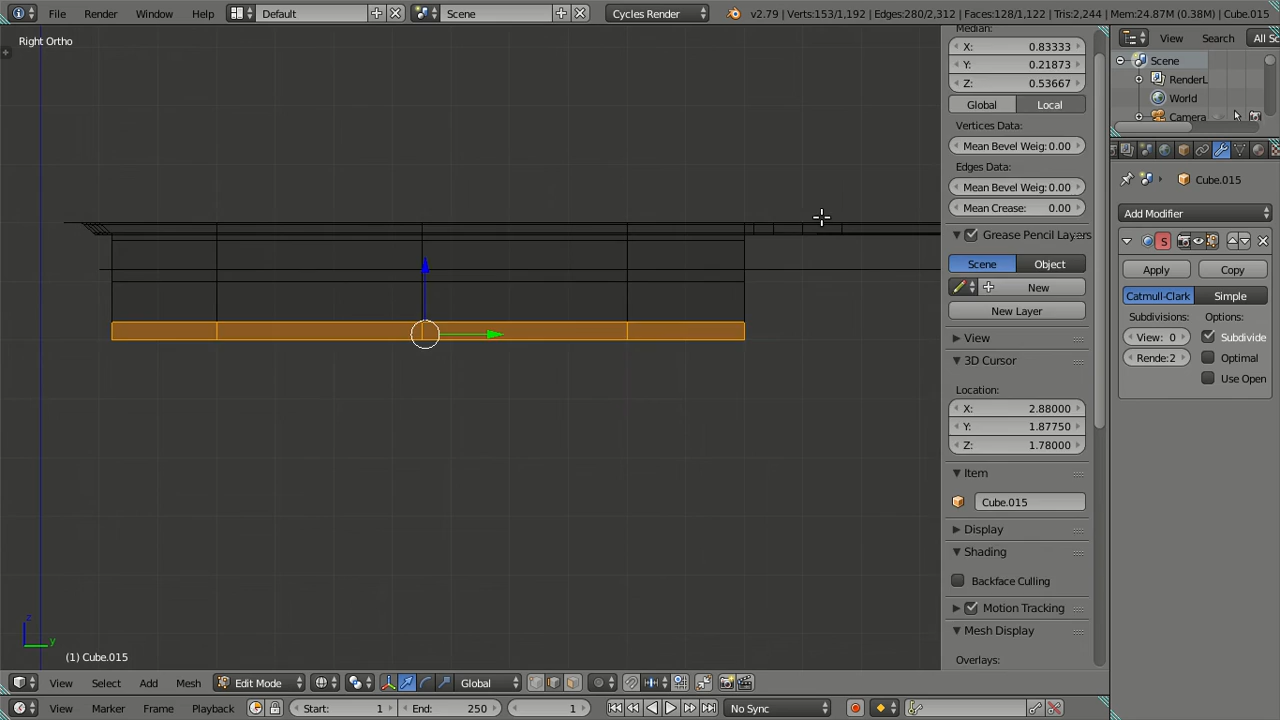 File Render Window Help Default Scene Cycles Render v2.79 | Verts:153/1,192 | Edges:280/2,312 | Faces:128/1,122 | Tris:2,244 | Mem:24.87M (0.38M) | Cube.015
Right Ortho
Median:
X: 0.83333
Y: 0.21873
Z: 0.53667
Global Local
Vertices Data:
Mean Bevel Weig: 0.00
Edges Data:
Mean Bevel Weig: 0.00
Mean Crease: 0.00
Grease Pencil Layers
Scene Object
New
New Layer
View
3D Cursor
Location:
X: 2.88000
Y: 1.87750
Z: 1.78000
Item
Cube.015
Display
Shading
Backface Culling
Motion Tracking
Mesh Display
Overlays:
View Search All Sc
Scene
RenderL
World
Camera
Cube.015
Add Modifier
S
Apply Copy
Catmull-Clark Simple
Subdivisions: Options:
View: 0 Subdivide
Rende: 2 Optimal
Use Open
z
y
(1) Cube.015
View Select Add Mesh Edit Mode Global
View Marker Frame Playback Start: 1 End: 250 1 No Sync